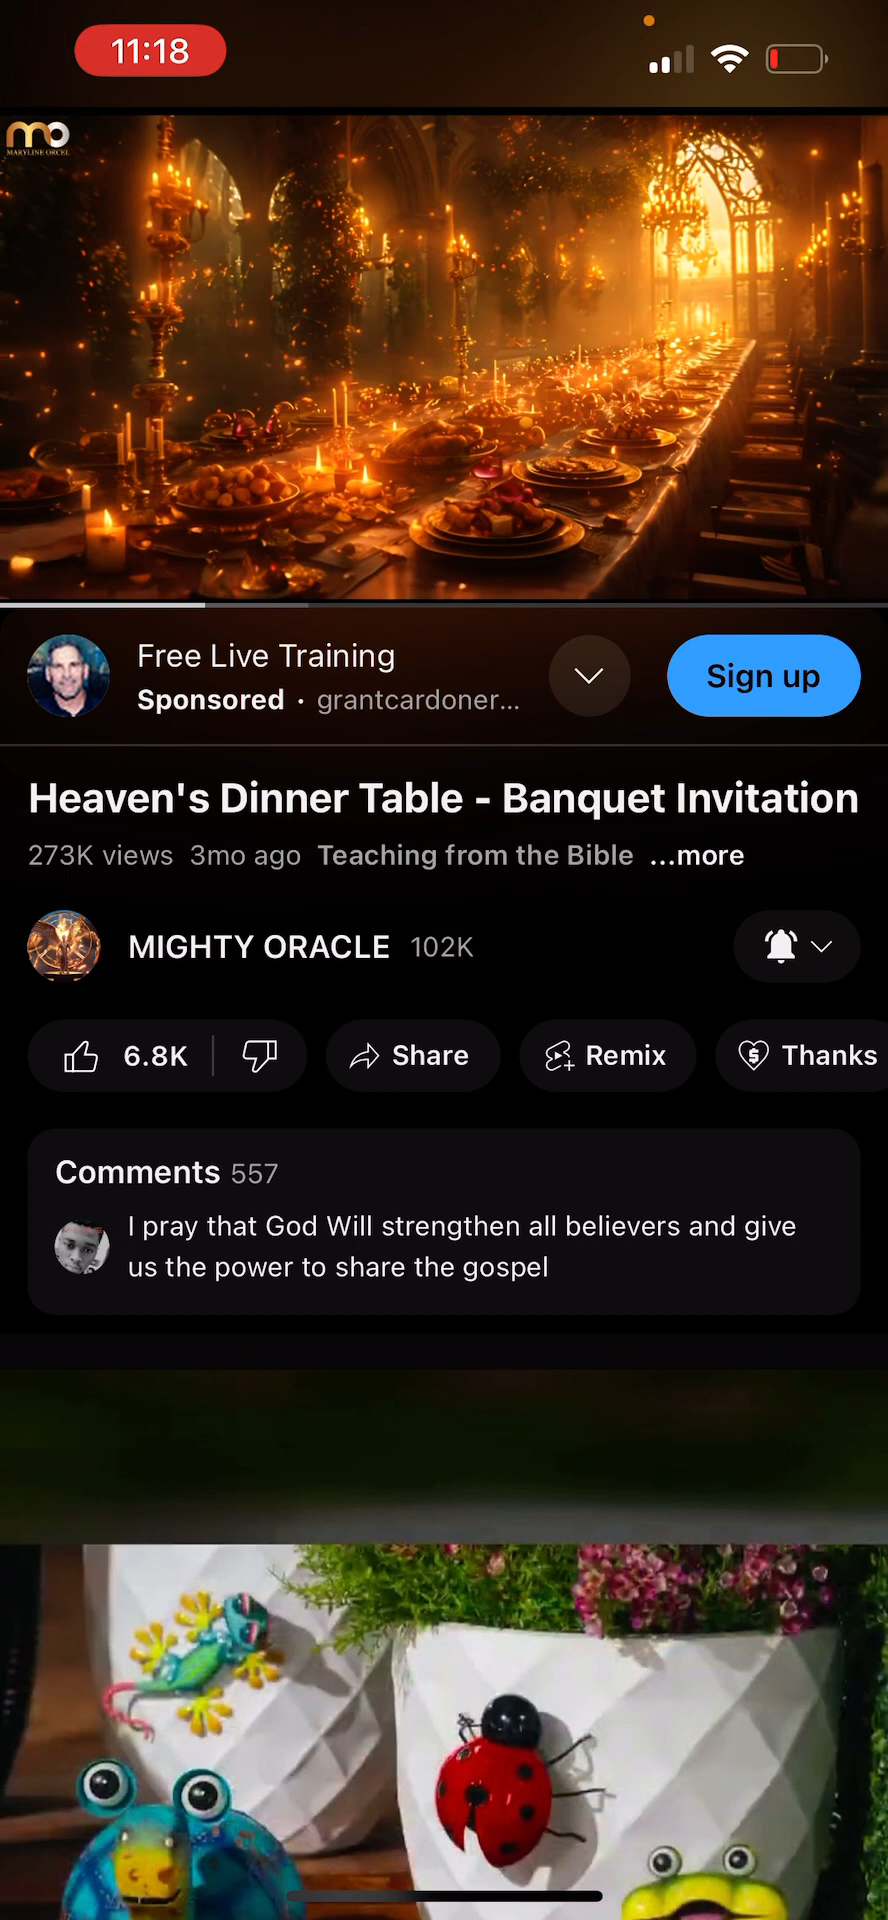 11:18
mo
MARYLINE ORCEL
Free Live Training
Sponsored · grantcardoner...
Sign up
Heaven's Dinner Table - Banquet Invitation
273K views 3mo ago Teaching from the Bible ...more
MIGHTY ORACLE 102K
6.8K
Share
Remix
Thanks
Comments 557
I pray that God Will strengthen all believers and give
us the power to share the gospel